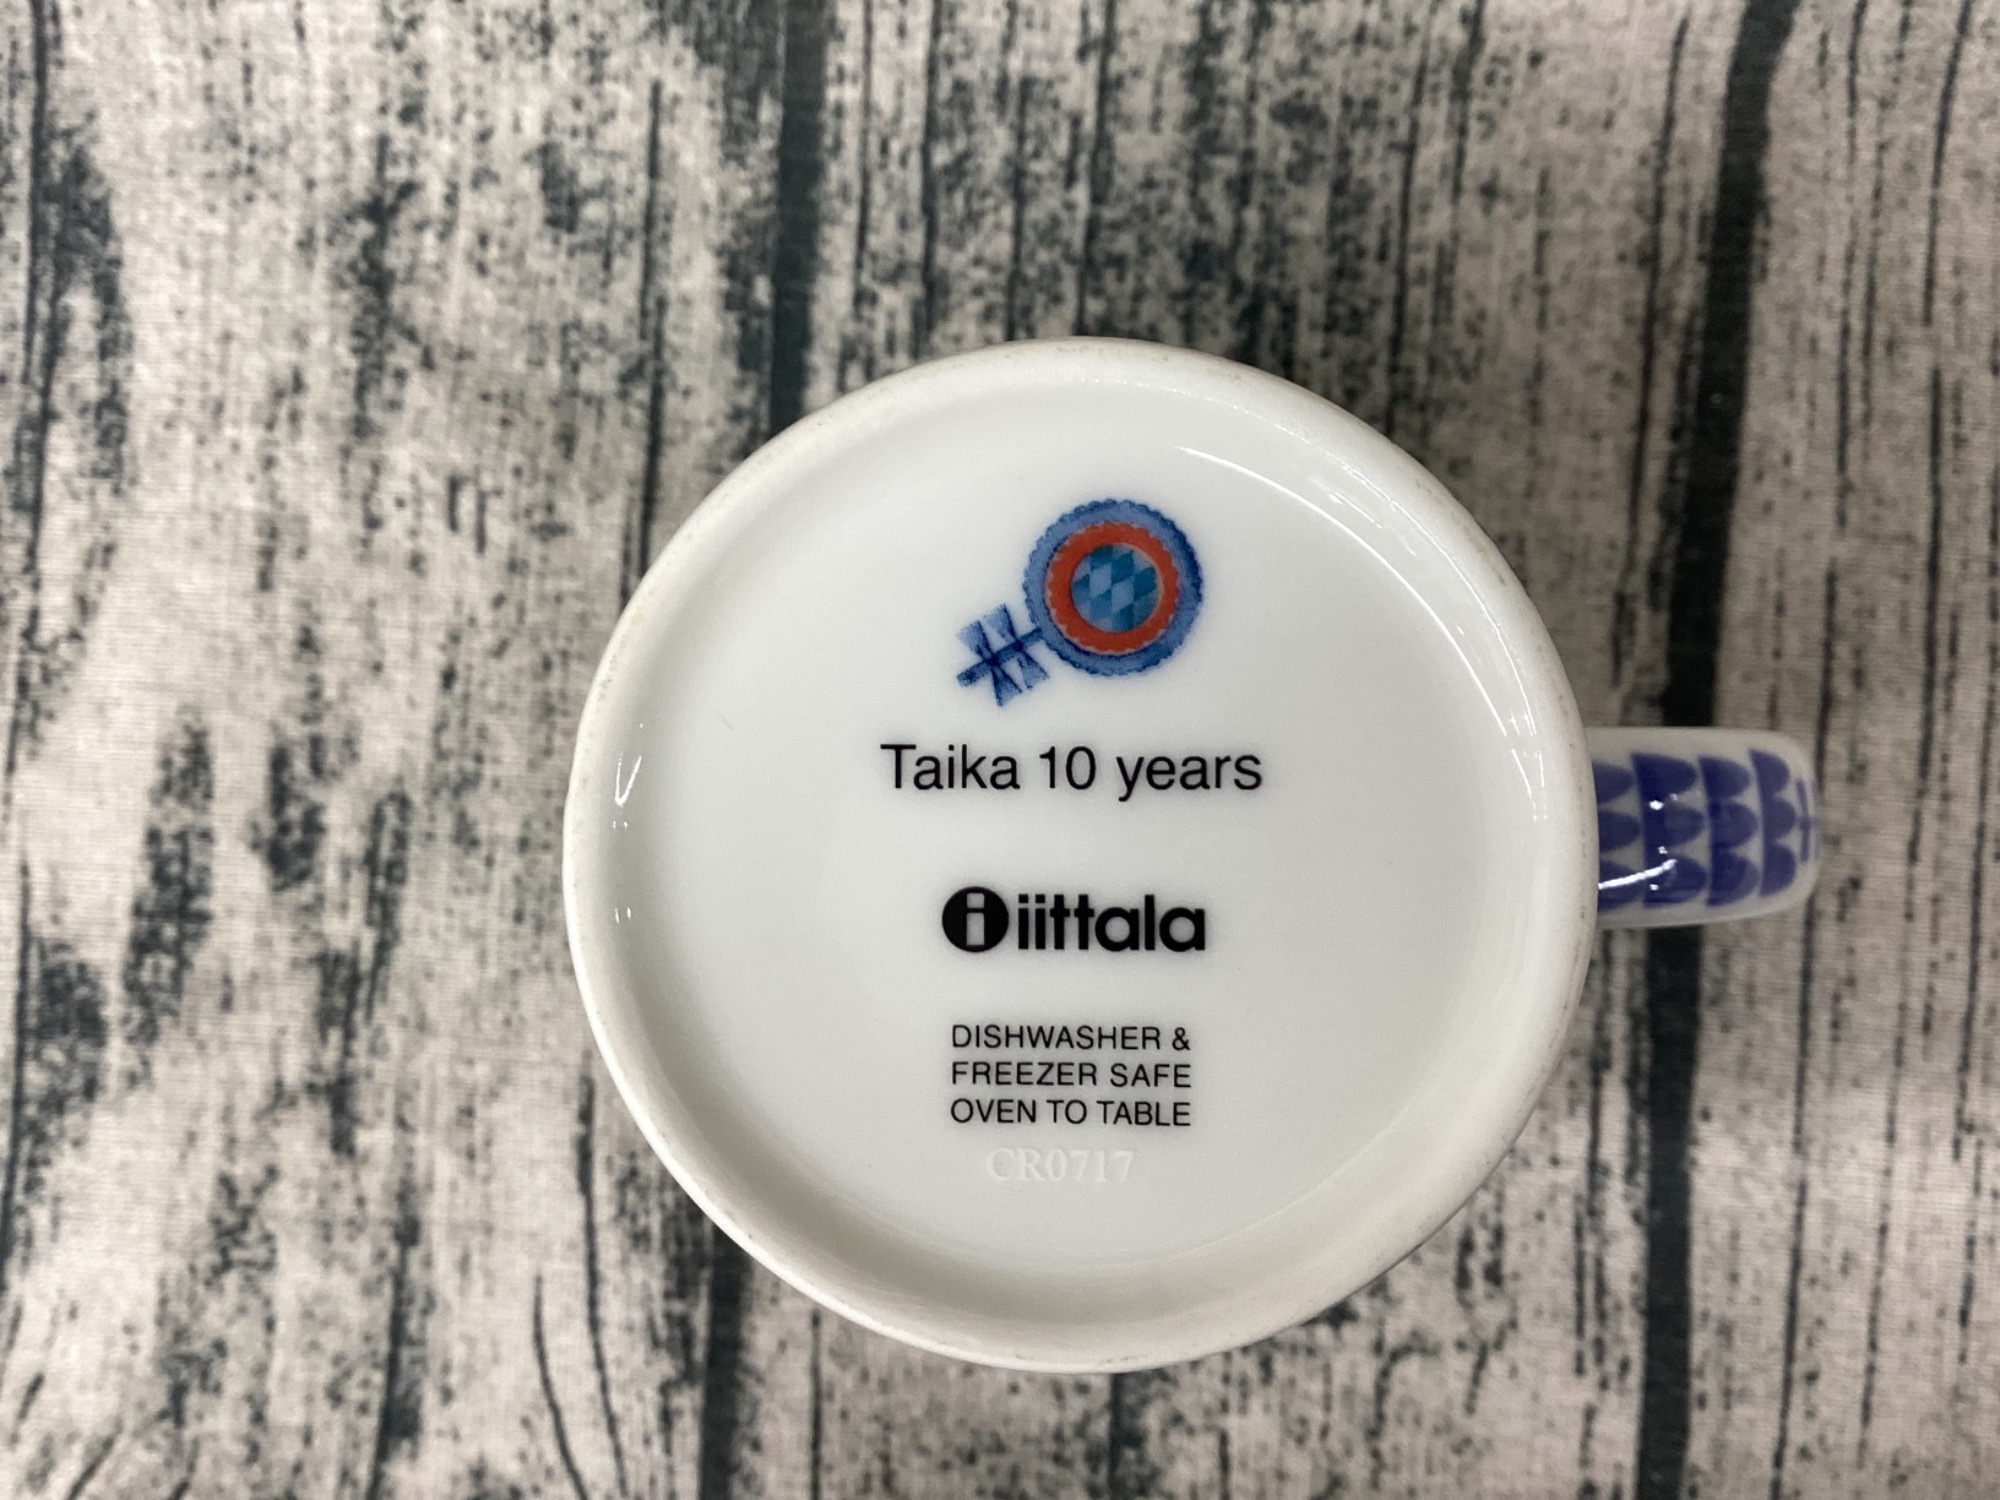 Taika 10 years
i iittala
DISHWASHER &
FREEZER SAFE
OVEN TO TABLE
CR0717